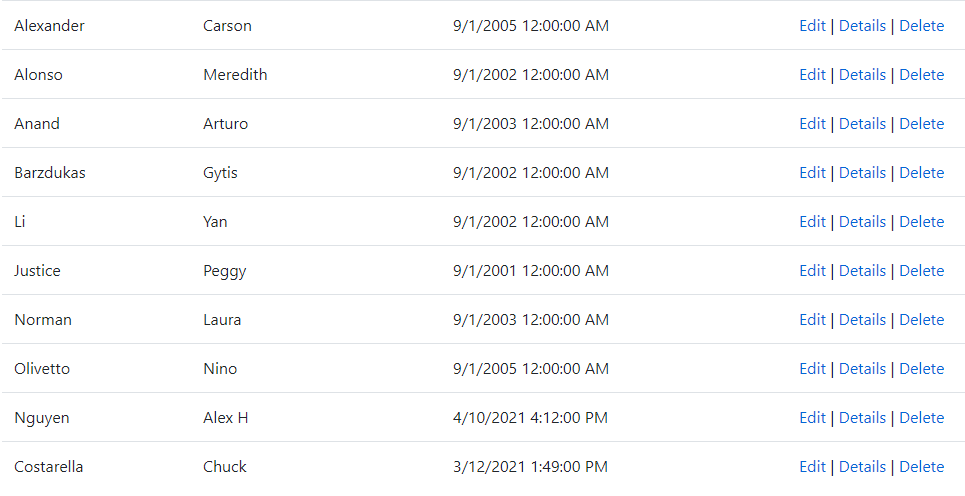 Alexander Carson 9/1/2005 12:00:00 AM Edit | Details | Delete
Alonso Meredith 9/1/2002 12:00:00 AM Edit | Details | Delete
Anand Arturo 9/1/2003 12:00:00 AM Edit | Details | Delete
Barzdukas Gytis 9/1/2002 12:00:00 AM Edit | Details | Delete
Li Yan 9/1/2002 12:00:00 AM Edit | Details | Delete
Justice Peggy 9/1/2001 12:00:00 AM Edit | Details | Delete
Norman Laura 9/1/2003 12:00:00 AM Edit | Details | Delete
Olivetto Nino 9/1/2005 12:00:00 AM Edit | Details | Delete
Nguyen Alex H 4/10/2021 4:12:00 PM Edit | Details | Delete
Costarella Chuck 3/12/2021 1:49:00 PM Edit | Details | Delete